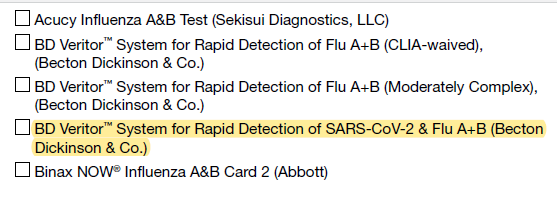 Acucy Influenza A&B Test (Sekisui Diagnostics, LLC)
BD Veritor™ System for Rapid Detection of Flu A+B (CLIA-waived),
(Becton Dickinson & Co.)
BD Veritor™ System for Rapid Detection of Flu A+B (Moderately Complex),
(Becton Dickinson & Co.)
BD Veritor™ System for Rapid Detection of SARS-CoV-2 & Flu A+B (Becton
Dickinson & Co.)
Binax NOW® Influenza A&B Card 2 (Abbott)